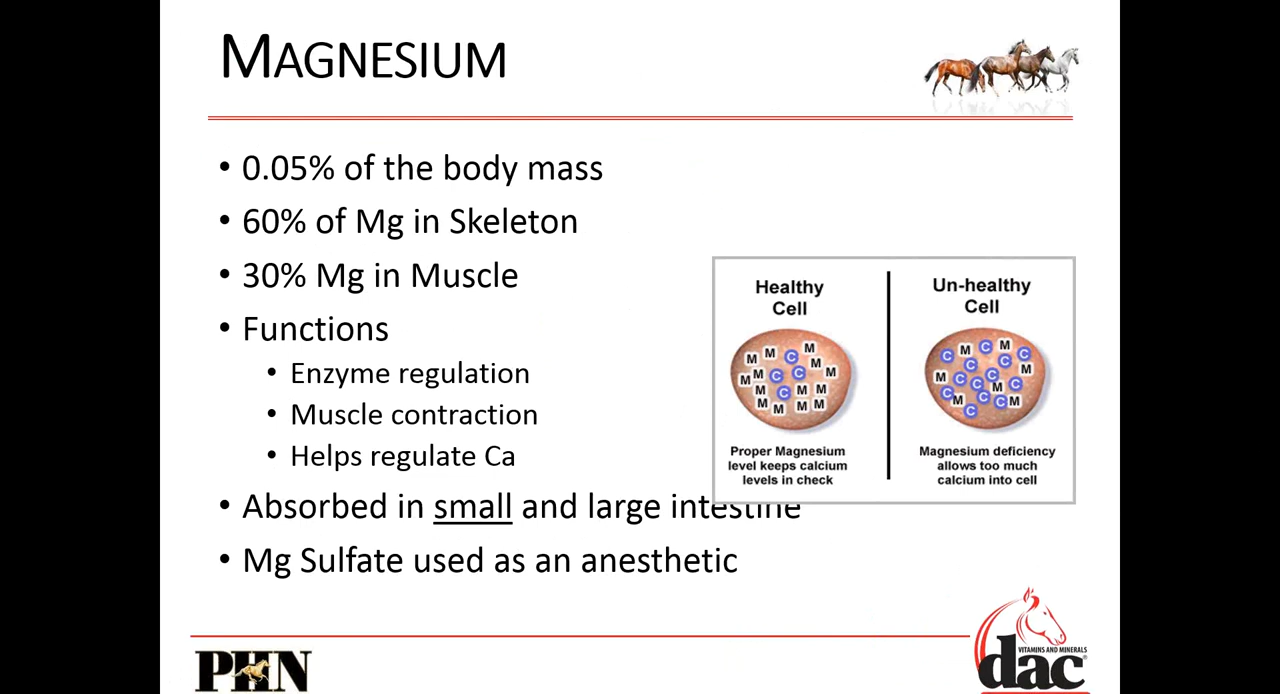 MAGNESIUM
• 0.05% of the body mass
• 60% of Mg in Skeleton
• 30% Mg in Muscle
• Functions
• Enzyme regulation
• Muscle contraction
• Helps regulate Ca
• Absorbed in small and large intestine
• Mg Sulfate used as an anesthetic
Healthy
Cell
M M C M M M M C C M M M C M M M M M M
Proper Magnesium
level keeps calcium
levels in check
Un-healthy
Cell
C M C M C C C M M C C C M C C M C C M C
Magnesium deficiency
allows too much
calcium into cell
PHN
VITAMINS AND MINERALS
dac®